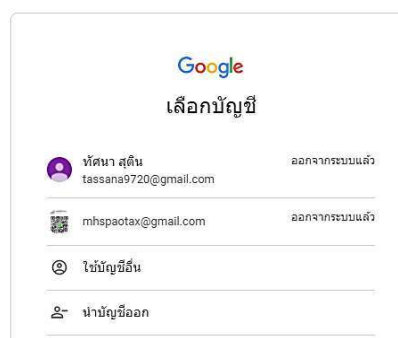 Google
เลือกบัญชี
ทัศนา สุติน
ออกจากระบบแล้ว
tassana9720@gmail.com
mhspaotax@gmail.com
ออกจากระบบแล้ว
ใช้บัญชีอื่น
นำบัญชีออก